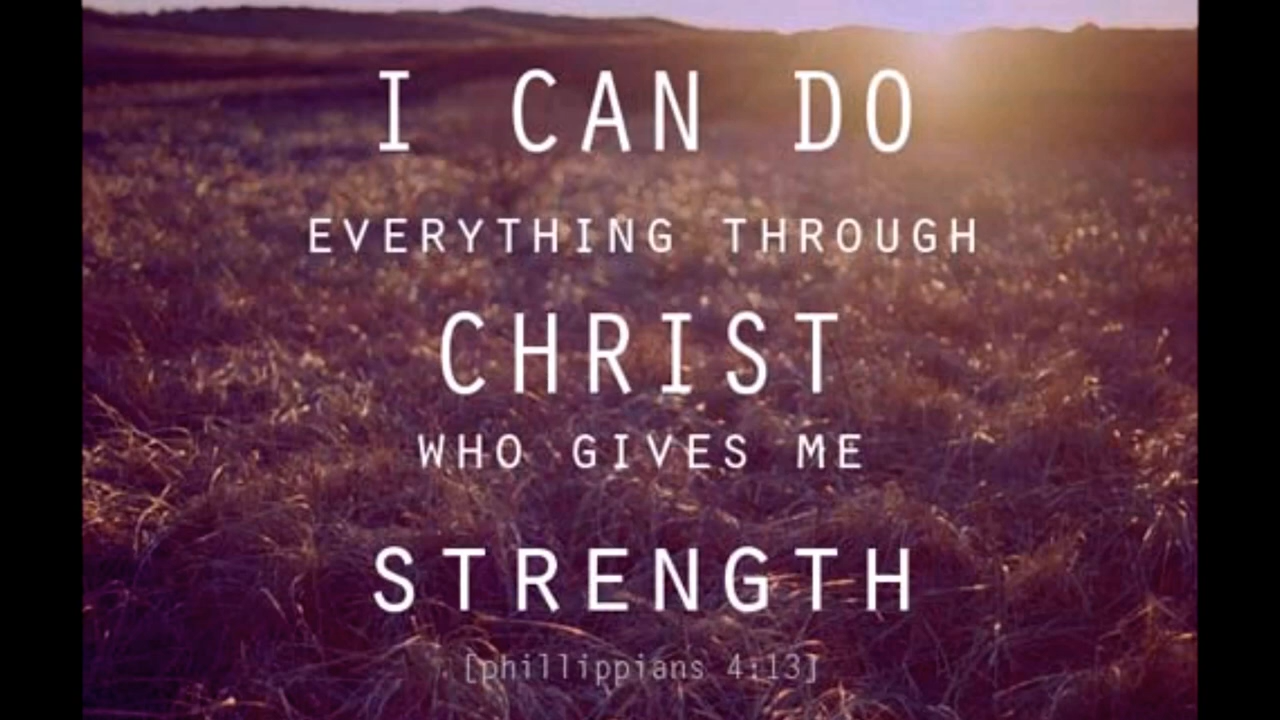 I CAN DO
EVERYTHING THROUGH
CHRIST
WHO GIVES ME
STRENGTH
[phillippians 4:13]